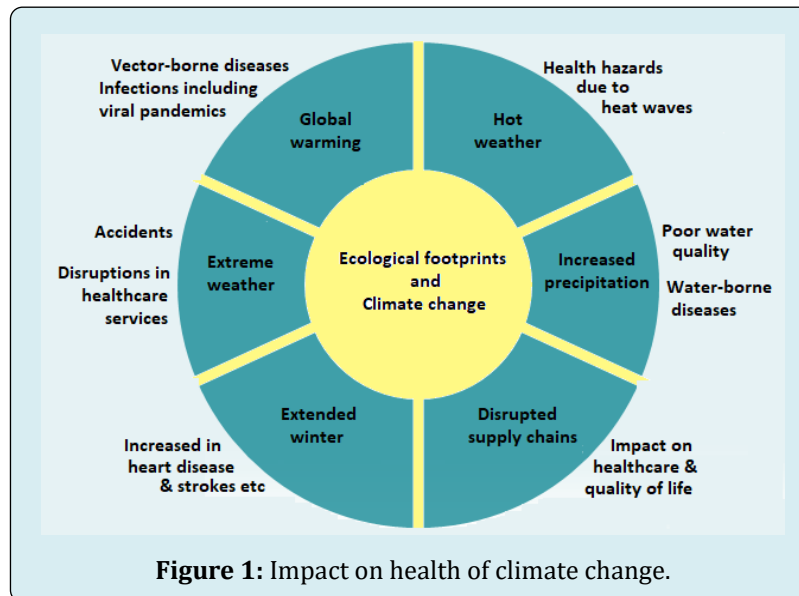 Vector-borne diseases
Infections including
viral pandemics
Global
warming
Hot
weather
Health hazards
due to
heat waves
Accidents
Disruptions in
healthcare
services
Extreme
weather
Ecological footprints
and
Climate change
Increased
precipitation
Poor water
quality
Water-borne
diseases
Increased in
heart disease
& strokes etc
Extended
winter
Disrupted
supply chains
Impact on
healthcare &
quality of life
Figure 1: Impact on health of climate change.